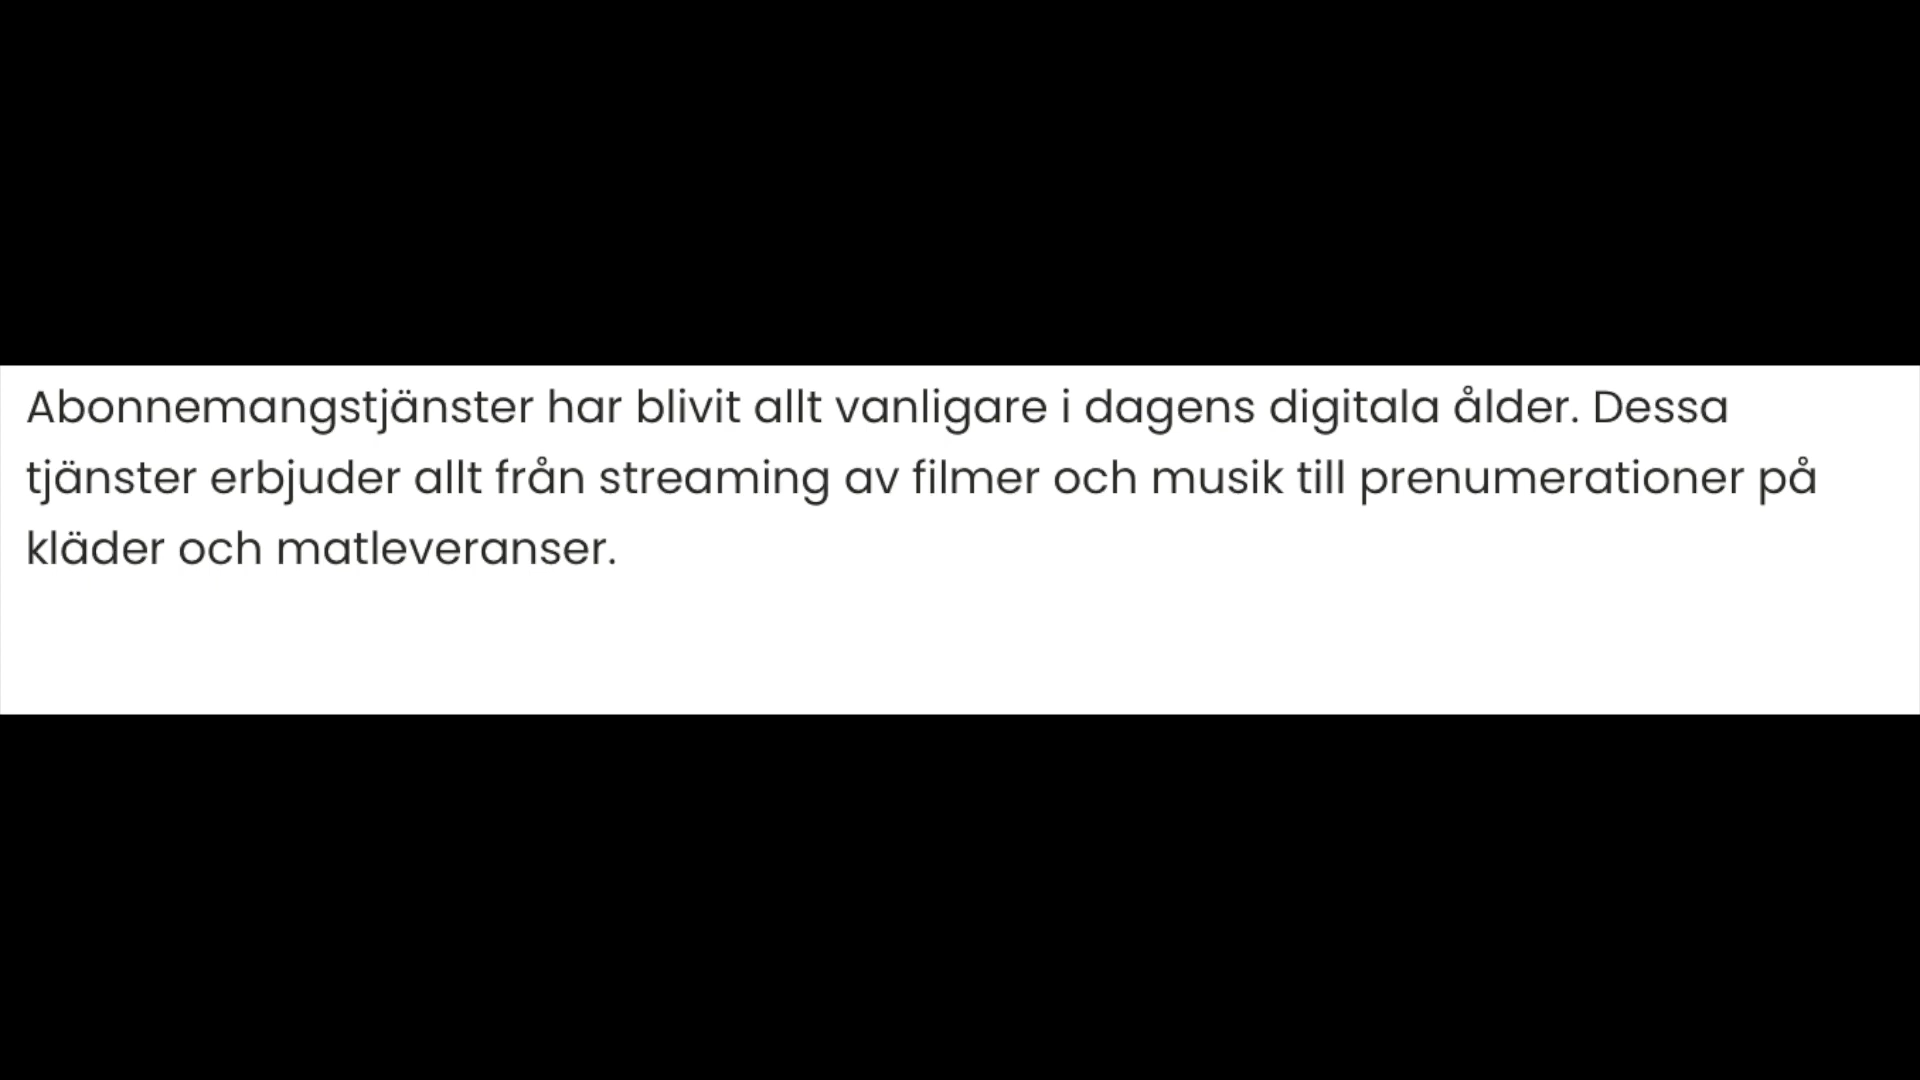 Abonnemangstjänster har blivit allt vanligare i dagens digitala ålder. Dessa
tjänster erbjuder allt från streaming av filmer och musik till prenumerationer på
kläder och matleveranser.